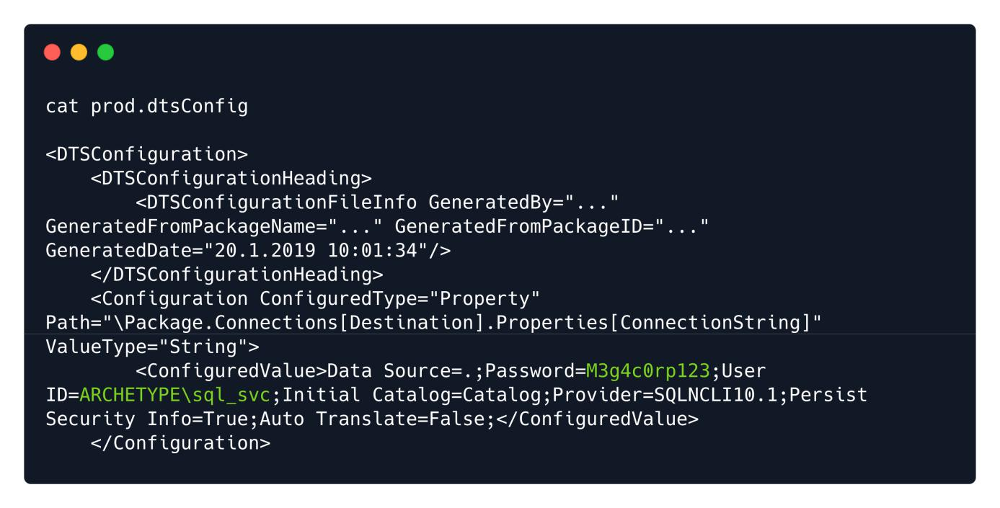 cat prod.dtsConfig

<DTSConfiguration>
    <DTSConfigurationHeading>
        <DTSConfigurationFileInfo GeneratedBy="..."
GeneratedFromPackageName="..." GeneratedFromPackageID="..."
GeneratedDate="20.1.2019 10:01:34"/>
    </DTSConfigurationHeading>
    <Configuration ConfiguredType="Property"
Path="\Package.Connections[Destination].Properties[ConnectionString]"
ValueType="String">
        <ConfiguredValue>Data Source=.;Password=M3g4c0rp123;User
ID=ARCHETYPE\sql_svc;Initial Catalog=Catalog;Provider=SQLNCLI10.1;Persist
Security Info=True;Auto Translate=False;</ConfiguredValue>
    </Configuration>